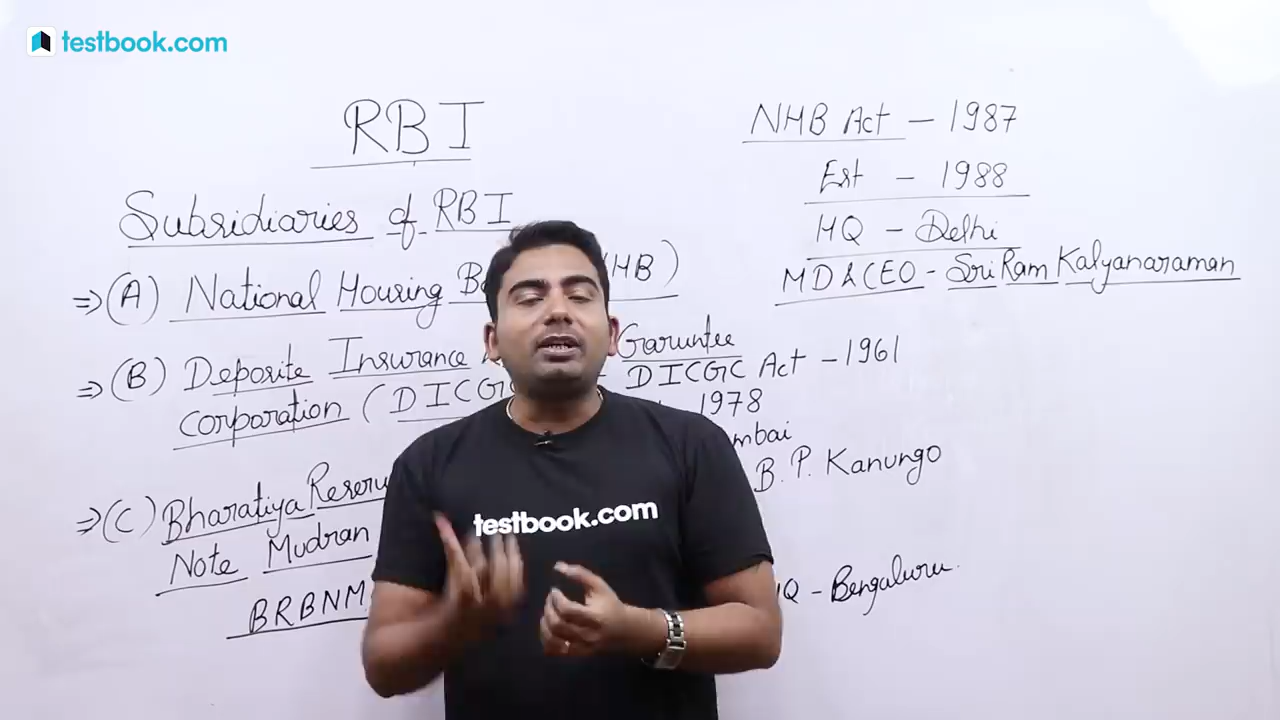 testbook.com
RBI
Subsidiaries of RBI
⇒ (A) National Housing HB)
⇒ (B) Deposite Insurance Garuntee
corporation (DICG
⇒ (C) Bharatiya Reserv
Note Mudran
BRBNM
NHB Act - 1987
Est - 1988
HQ - Delhi
MD & CEO - Sri Ram Kalyanaraman
DICGC Act - 1961
1978
mbai
B. P. Kanungo
HQ - Bengaluru.
testbook.com